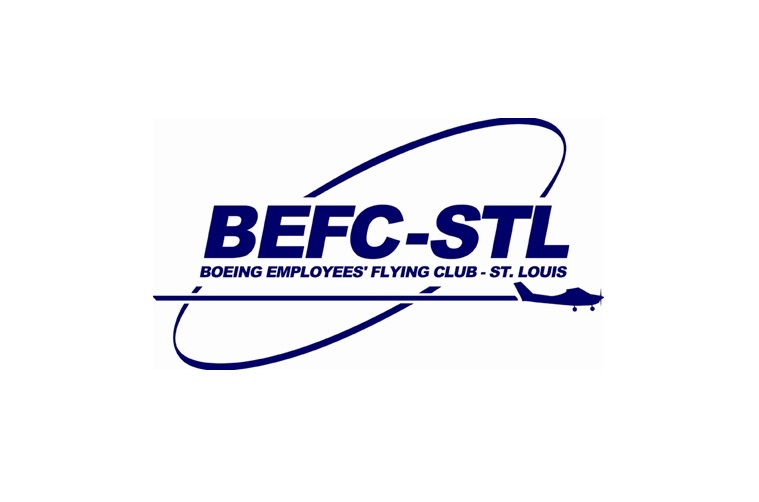 BEFC-STL
BOEING EMPLOYEES' FLYING CLUB - ST. LOUIS